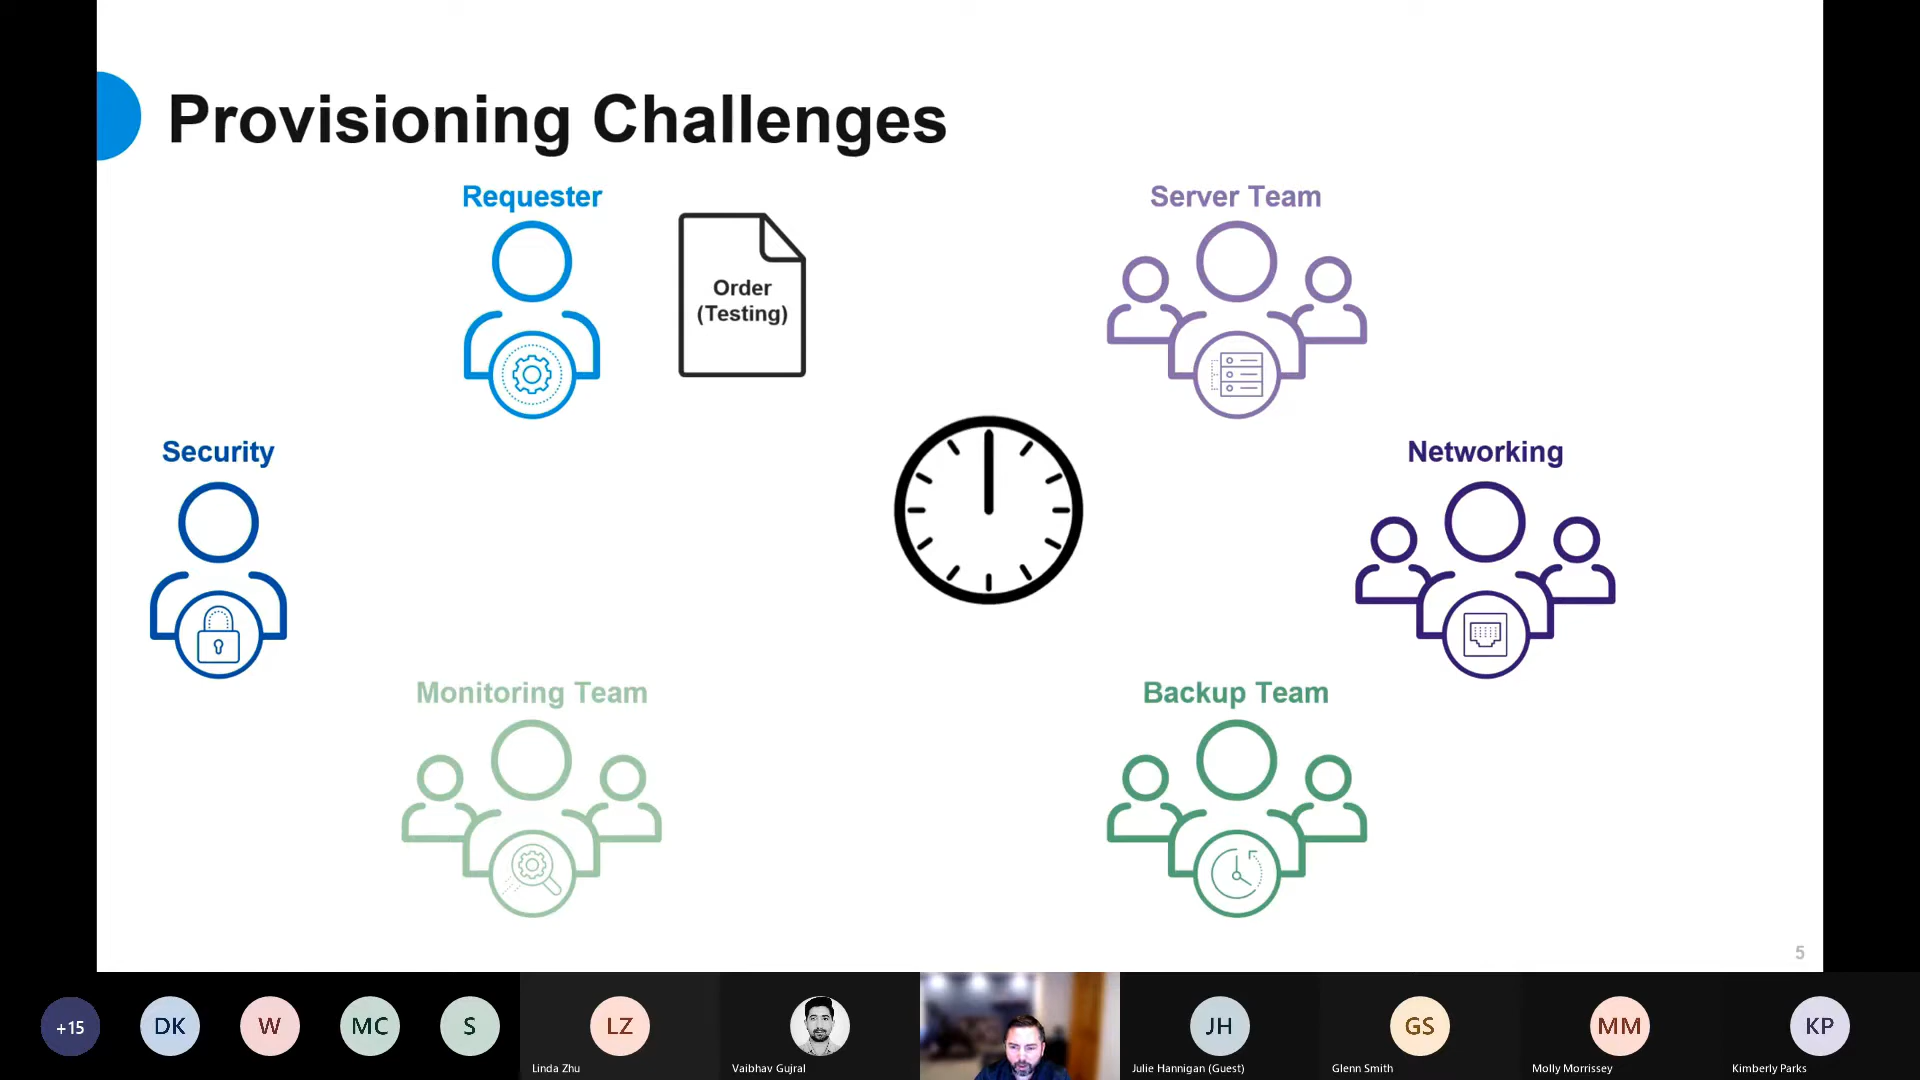 Provisioning Challenges
Requester
Order
(Testing)
Server Team
Security
Networking
Monitoring Team
Backup Team
5
+15
DK
W
MC
S
LZ
JH
GS
MM
KP
Linda Zhu
Vaibhav Gujral
Julie Hannigan (Guest)
Glenn Smith
Molly Morrissey
Kimberly Parks